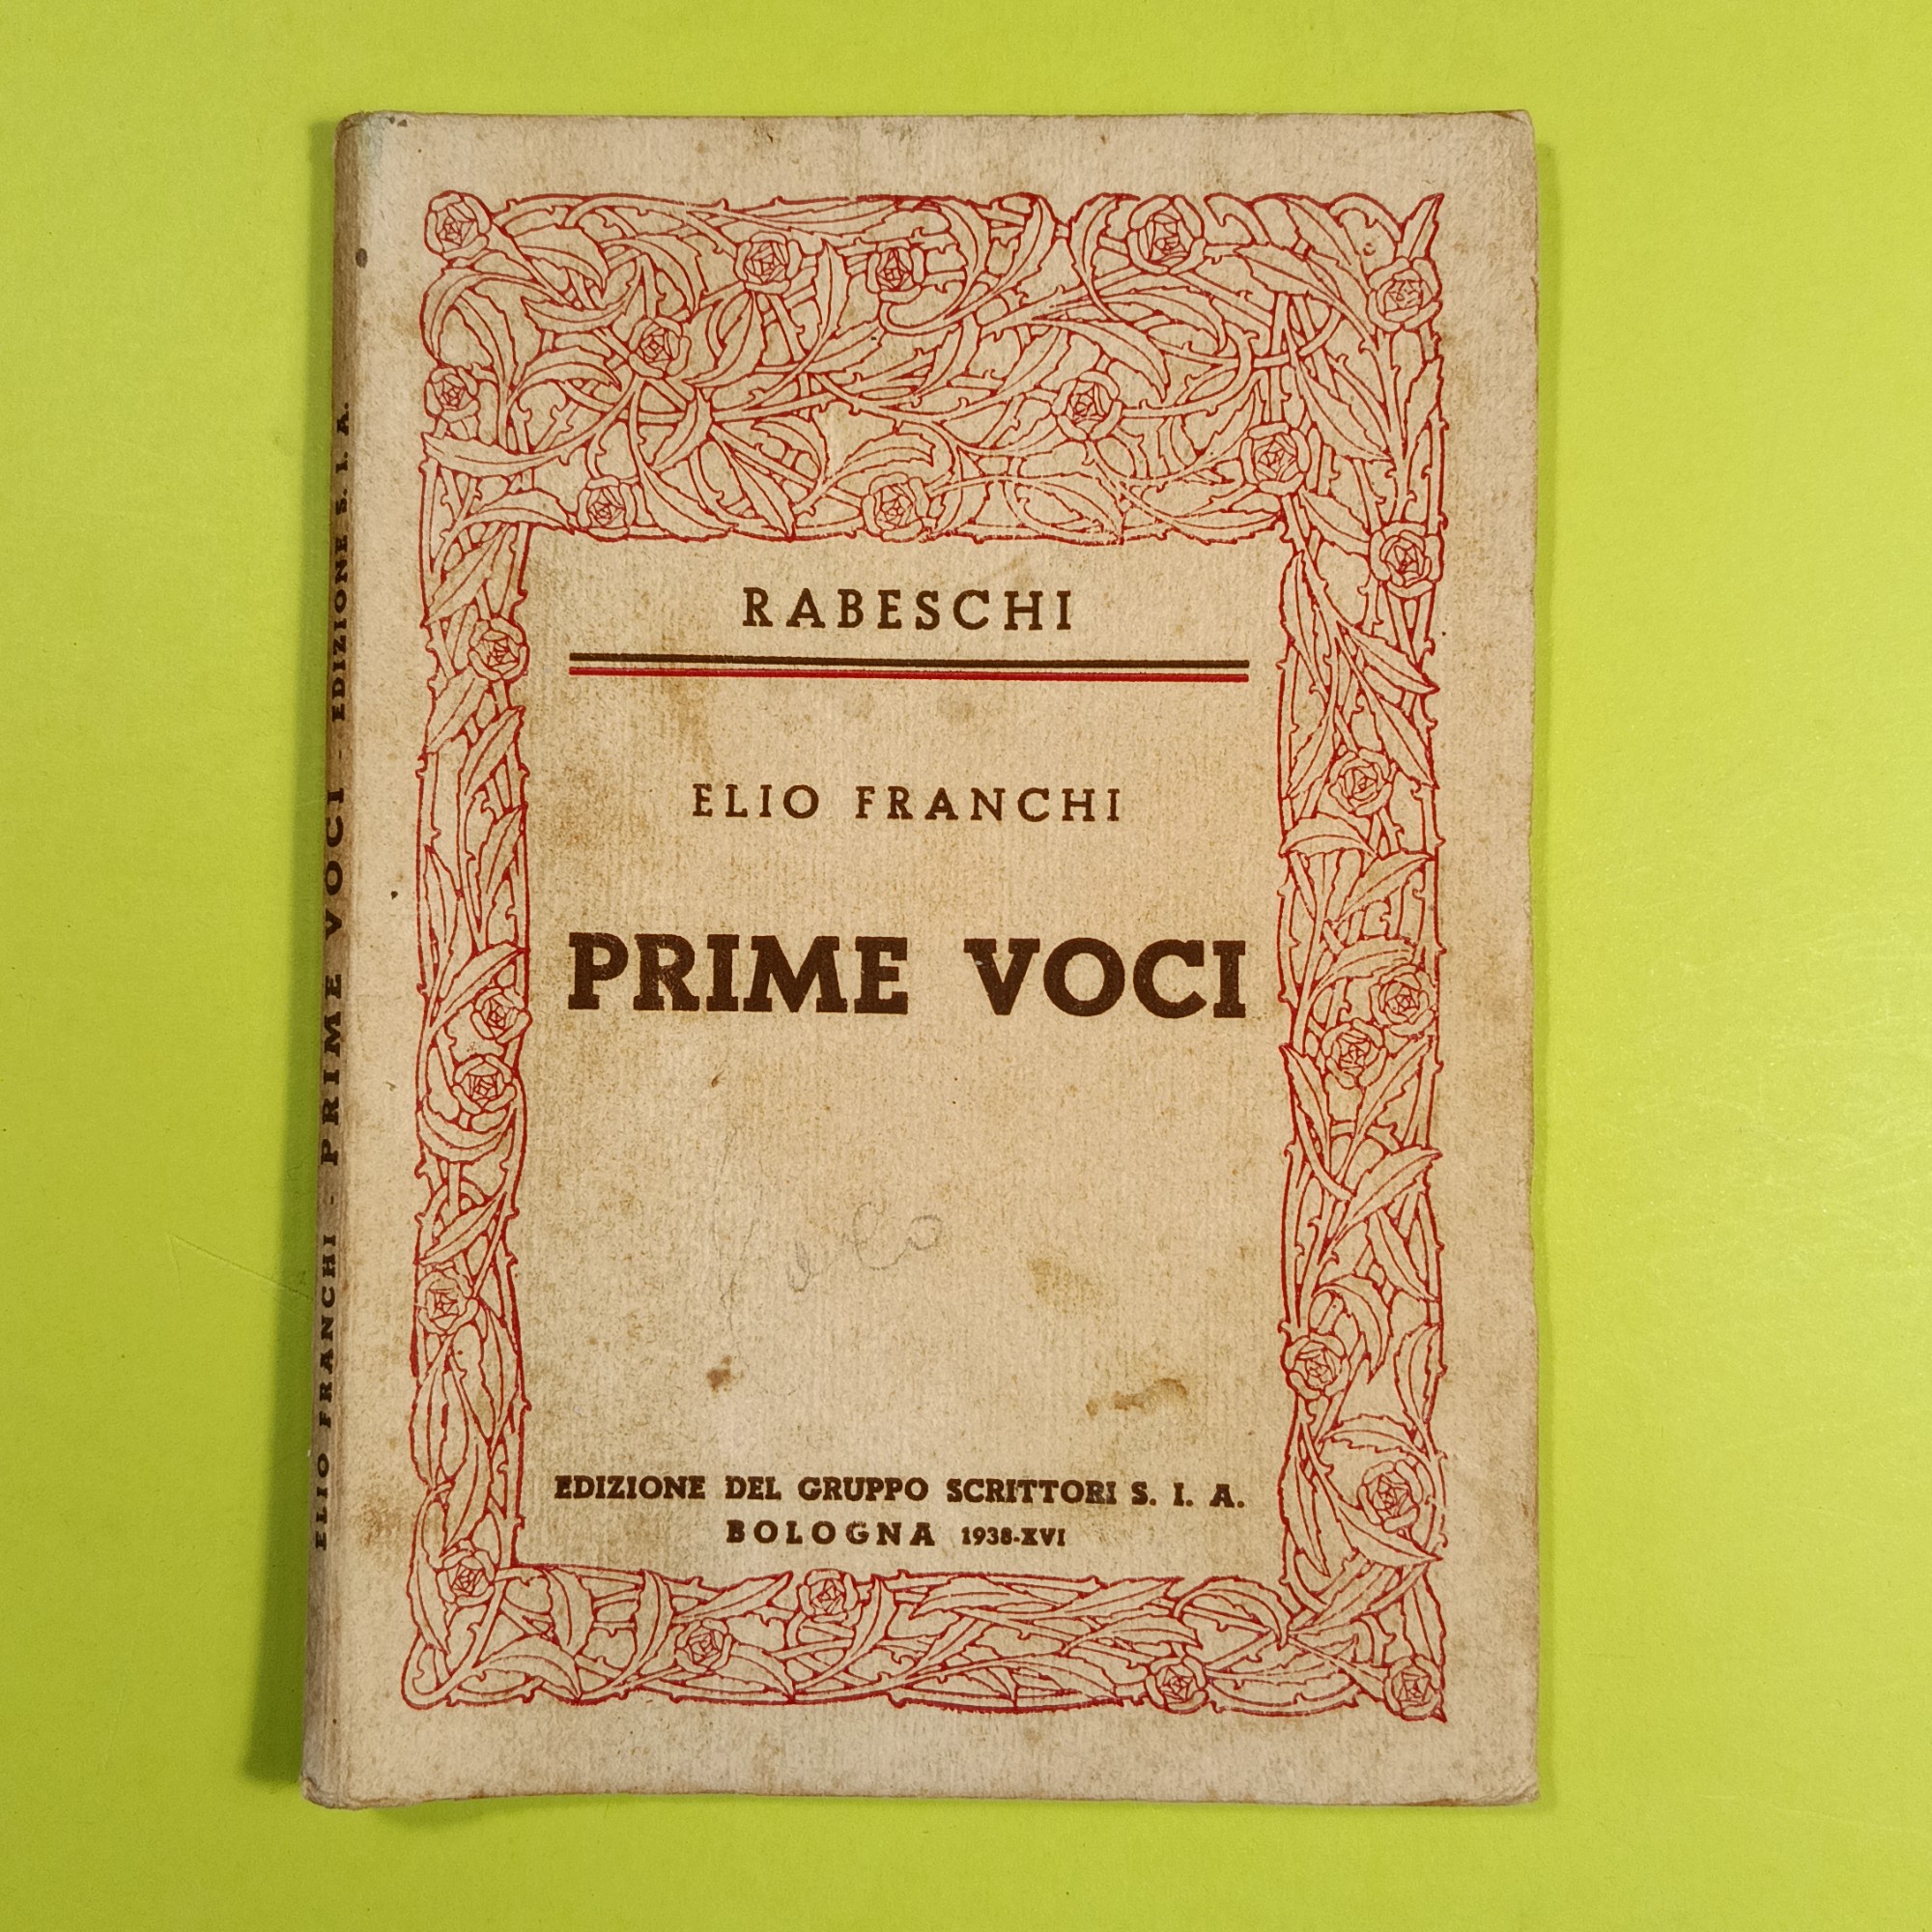 RABESCHI
ELIO FRANCHI
PRIME VOCI
EDIZIONE DEL GRUPPO SCRITTORI S. I. A.
BOLOGNA 1938-XVI
ELIO FRANCHI - PRIME VOCI - EDIZIONE S. I. A.